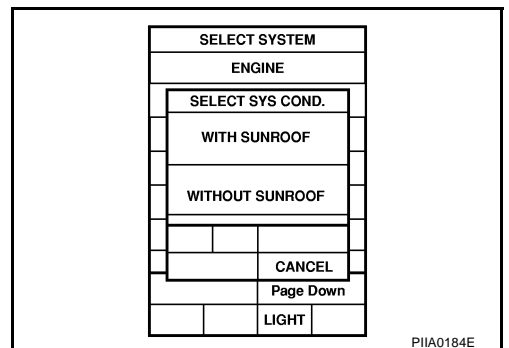 SELECT SYSTEM
ENGINE
SELECT SYS COND.
WITH SUNROOF
WITHOUT SUNROOF
CANCEL
Page Down
LIGHT
PIIA0184E